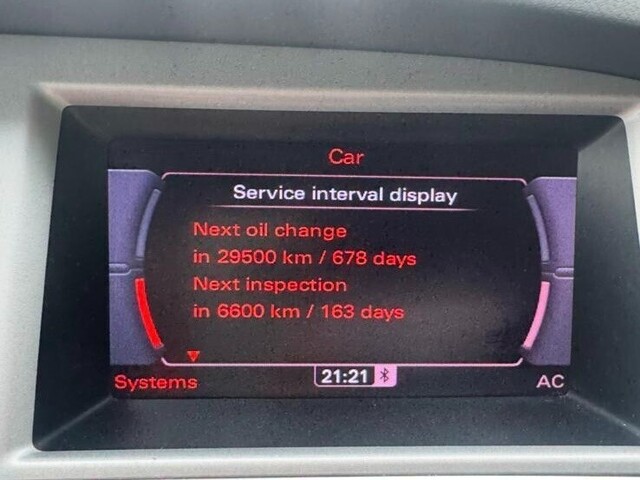 Car
Service interval display
Next oil change
in 29500 km / 678 days
Next inspection
in 6600 km / 163 days
21:21
Systems
AC